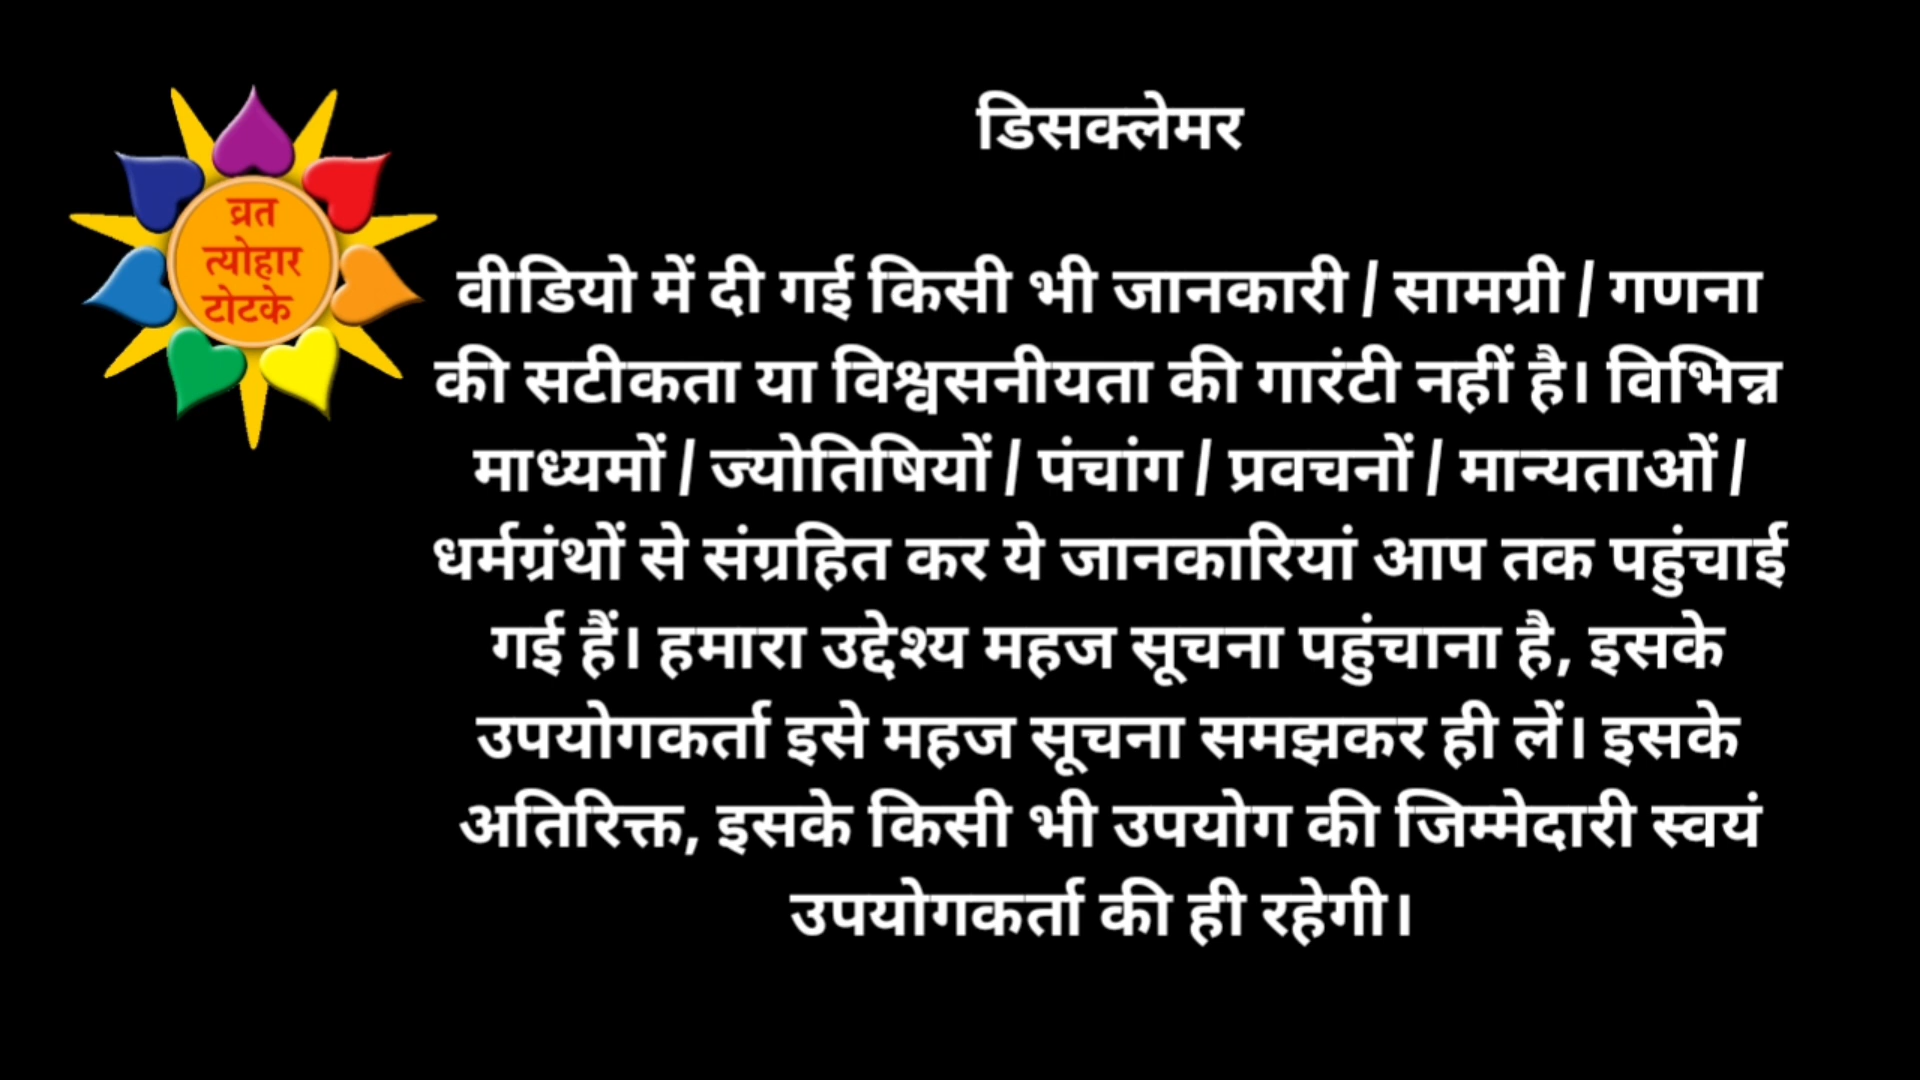 व्रत
त्योहार
टोटके
डिसक्लेमर
वीडियो में दी गई किसी भी जानकारी / सामग्री / गणना
की सटीकता या विश्वसनीयता की गारंटी नहीं है। विभिन्न
माध्यमों / ज्योतिषियों / पंचांग / प्रवचनों / मान्यताओं /
धर्मग्रंथों से संग्रहित कर ये जानकारियां आप तक पहुंचाई
गई हैं। हमारा उद्देश्य महज सूचना पहुंचाना है, इसके
उपयोगकर्ता इसे महज सूचना समझकर ही लें। इसके
अतिरिक्त, इसके किसी भी उपयोग की जिम्मेदारी स्वयं
उपयोगकर्ता की ही रहेगी।